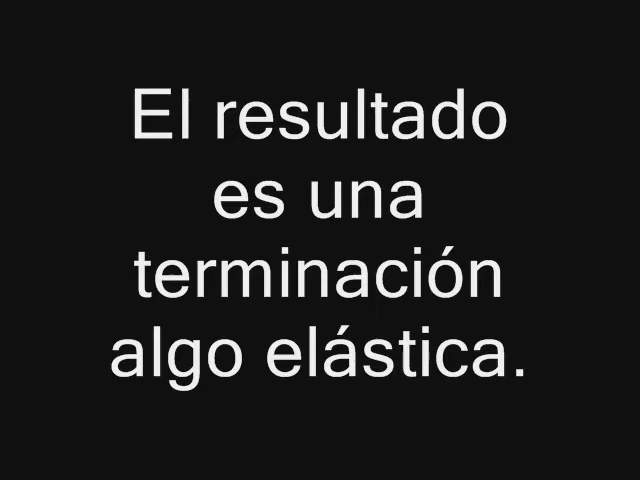 El resultado
es una
terminación
algo elástica.